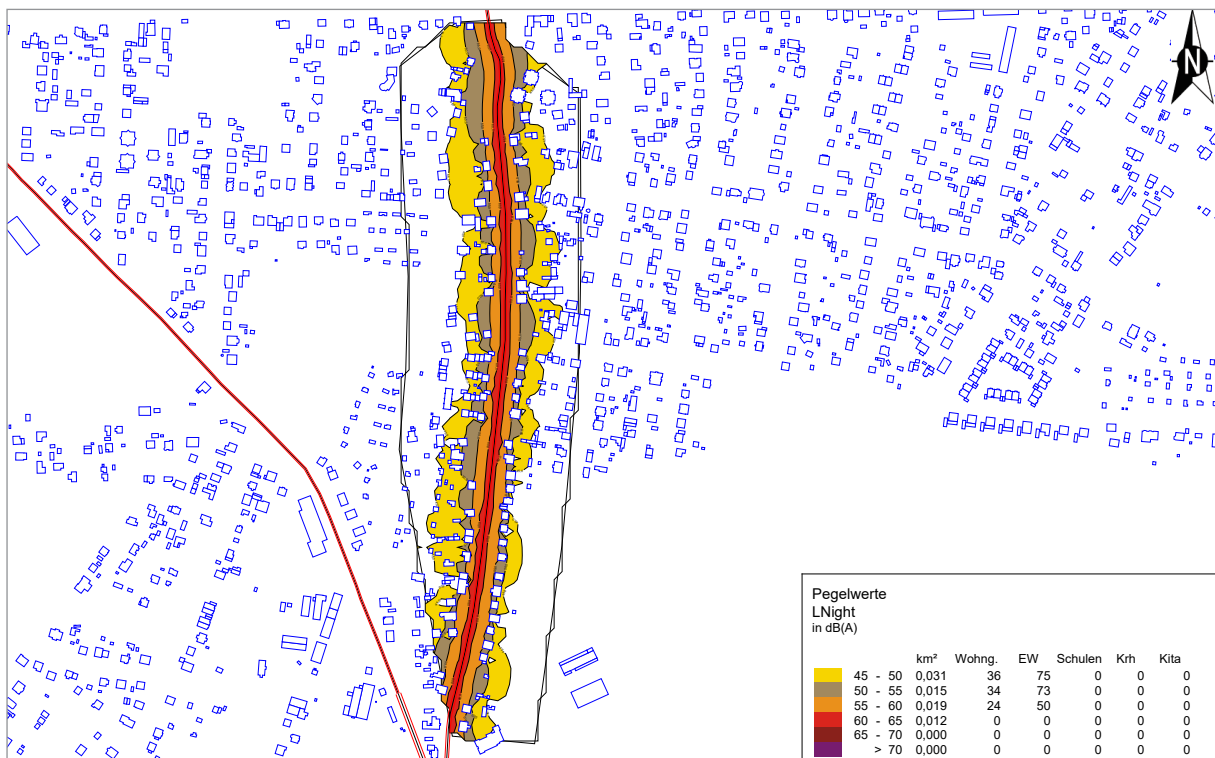 N
Pegelwerte
LNight
in dB(A)
km² Wohng. EW Schulen Krh Kita
45 - 50 0,031 36 75 0 0 0
50 - 55 0,015 34 73 0 0 0
55 - 60 0,019 24 50 0 0 0
60 - 65 0,012 0 0 0 0 0
65 - 70 0,000 0 0 0 0 0
> 70 0,000 0 0 0 0 0